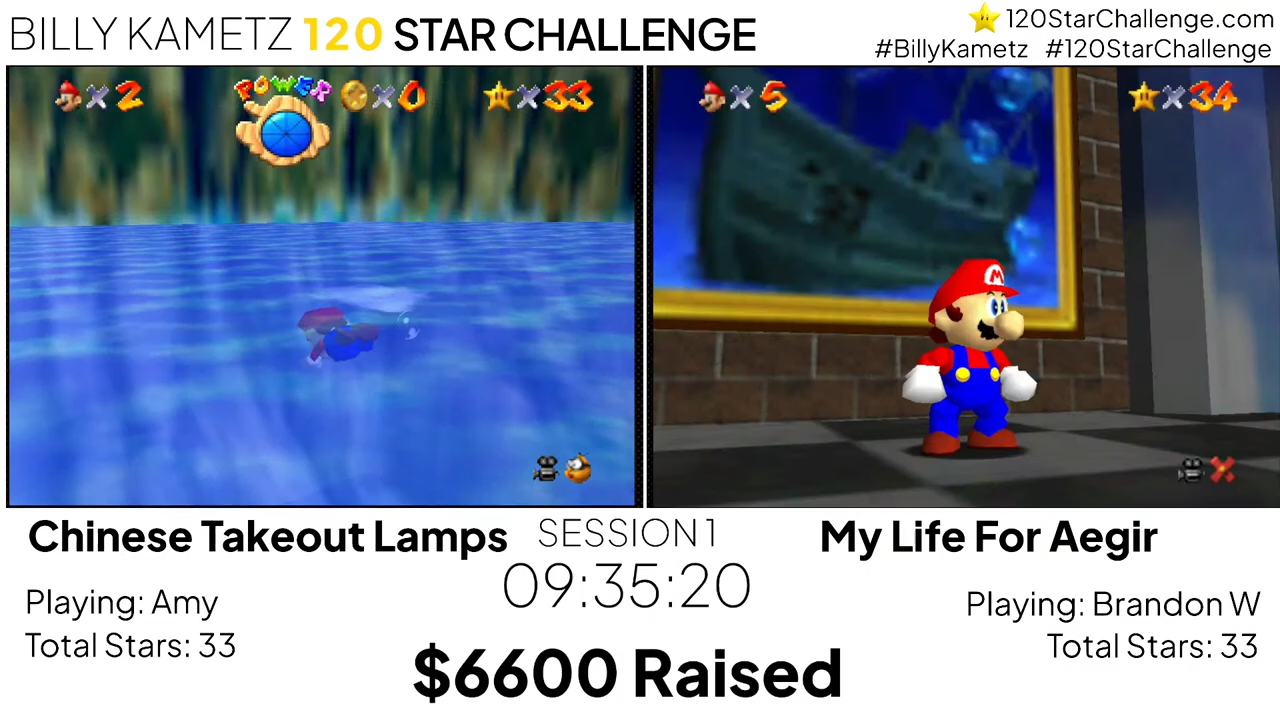 BILLY KAMETZ 120 STAR CHALLENGE
120StarChallenge.com
#BillyKametz #120StarChallenge
× 2 POWER × 0 × 33
× 5 × 34
M
Chinese Takeout Lamps
Playing: Amy
Total Stars: 33
SESSION 1
09:35:20
$6600 Raised
My Life For Aegir
Playing: Brandon W
Total Stars: 33